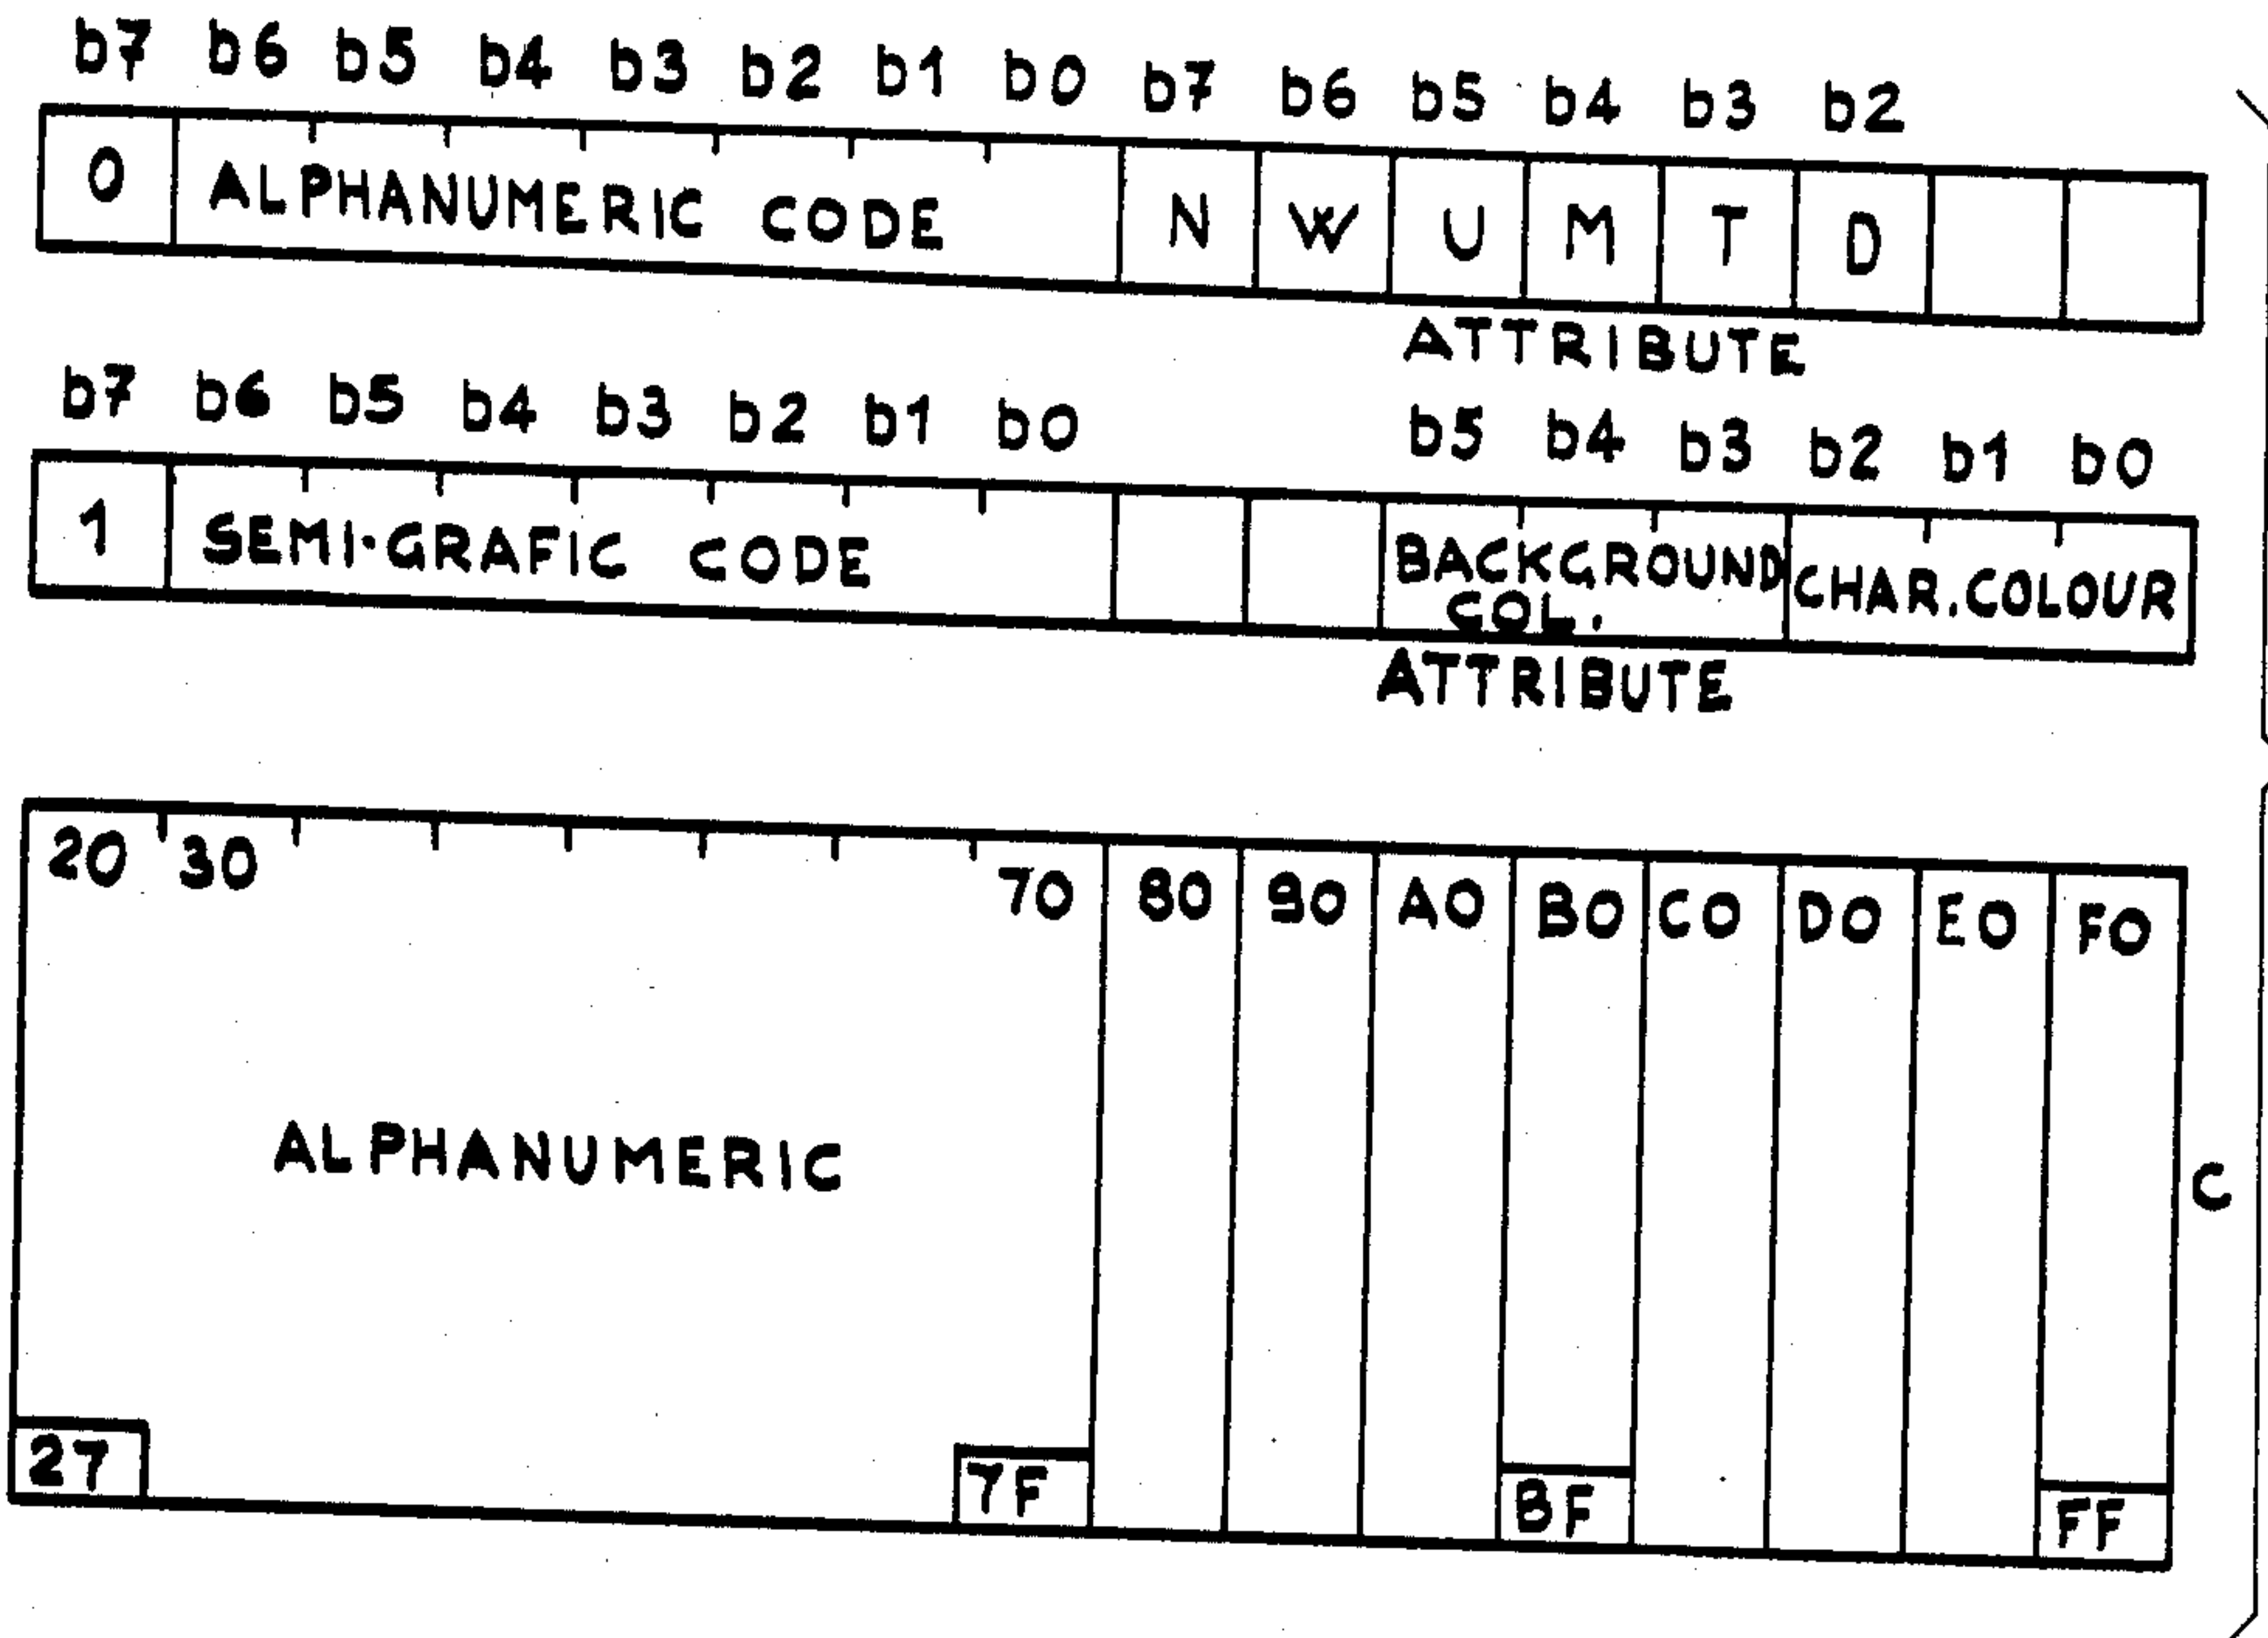 b7 b6 b5 b4 b3 b2 b1 b0 b7 b6 b5 b4 b3 b2
0 ALPHANUMERIC CODE N W U M T D
ATTRIBUTE
b7 b6 b5 b4 b3 b2 b1 b0 b5 b4 b3 b2 b1 b0
1 SEMI-GRAFIC CODE BACKGROUND COL. CHAR.COLOUR
ATTRIBUTE
20 30 70 80 90 A0 B0 C0 D0 E0 F0
ALPHANUMERIC C
27 7F BF FF